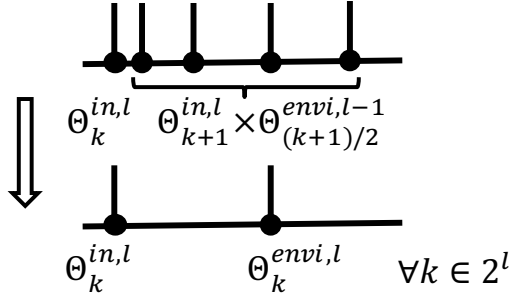 Θ_k^{in,l} Θ_{k+1}^{in,l}×Θ_{(k+1)/2}^{envi,l−1}
Θ_k^{in,l} Θ_k^{envi,l} ∀k ∈ 2^l